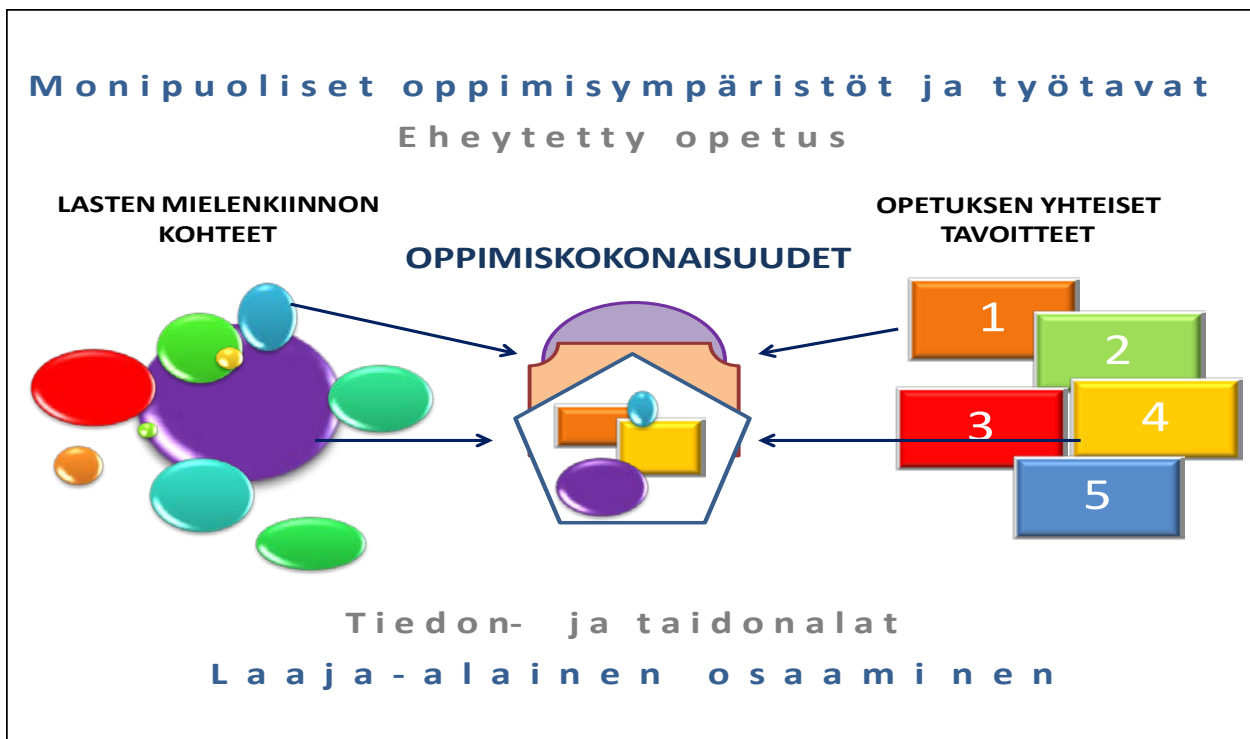 Monipuoliset oppimisympäristöt ja työtavat
Eheytetty opetus
LASTEN MIELENKIINNON
KOHTEET
OPPIMISKOKONAISUUDET
OPETUKSEN YHTEISET
TAVOITTEET
1
2
3
4
5
Tiedon- ja taidonalat
Laaja-alainen osaaminen